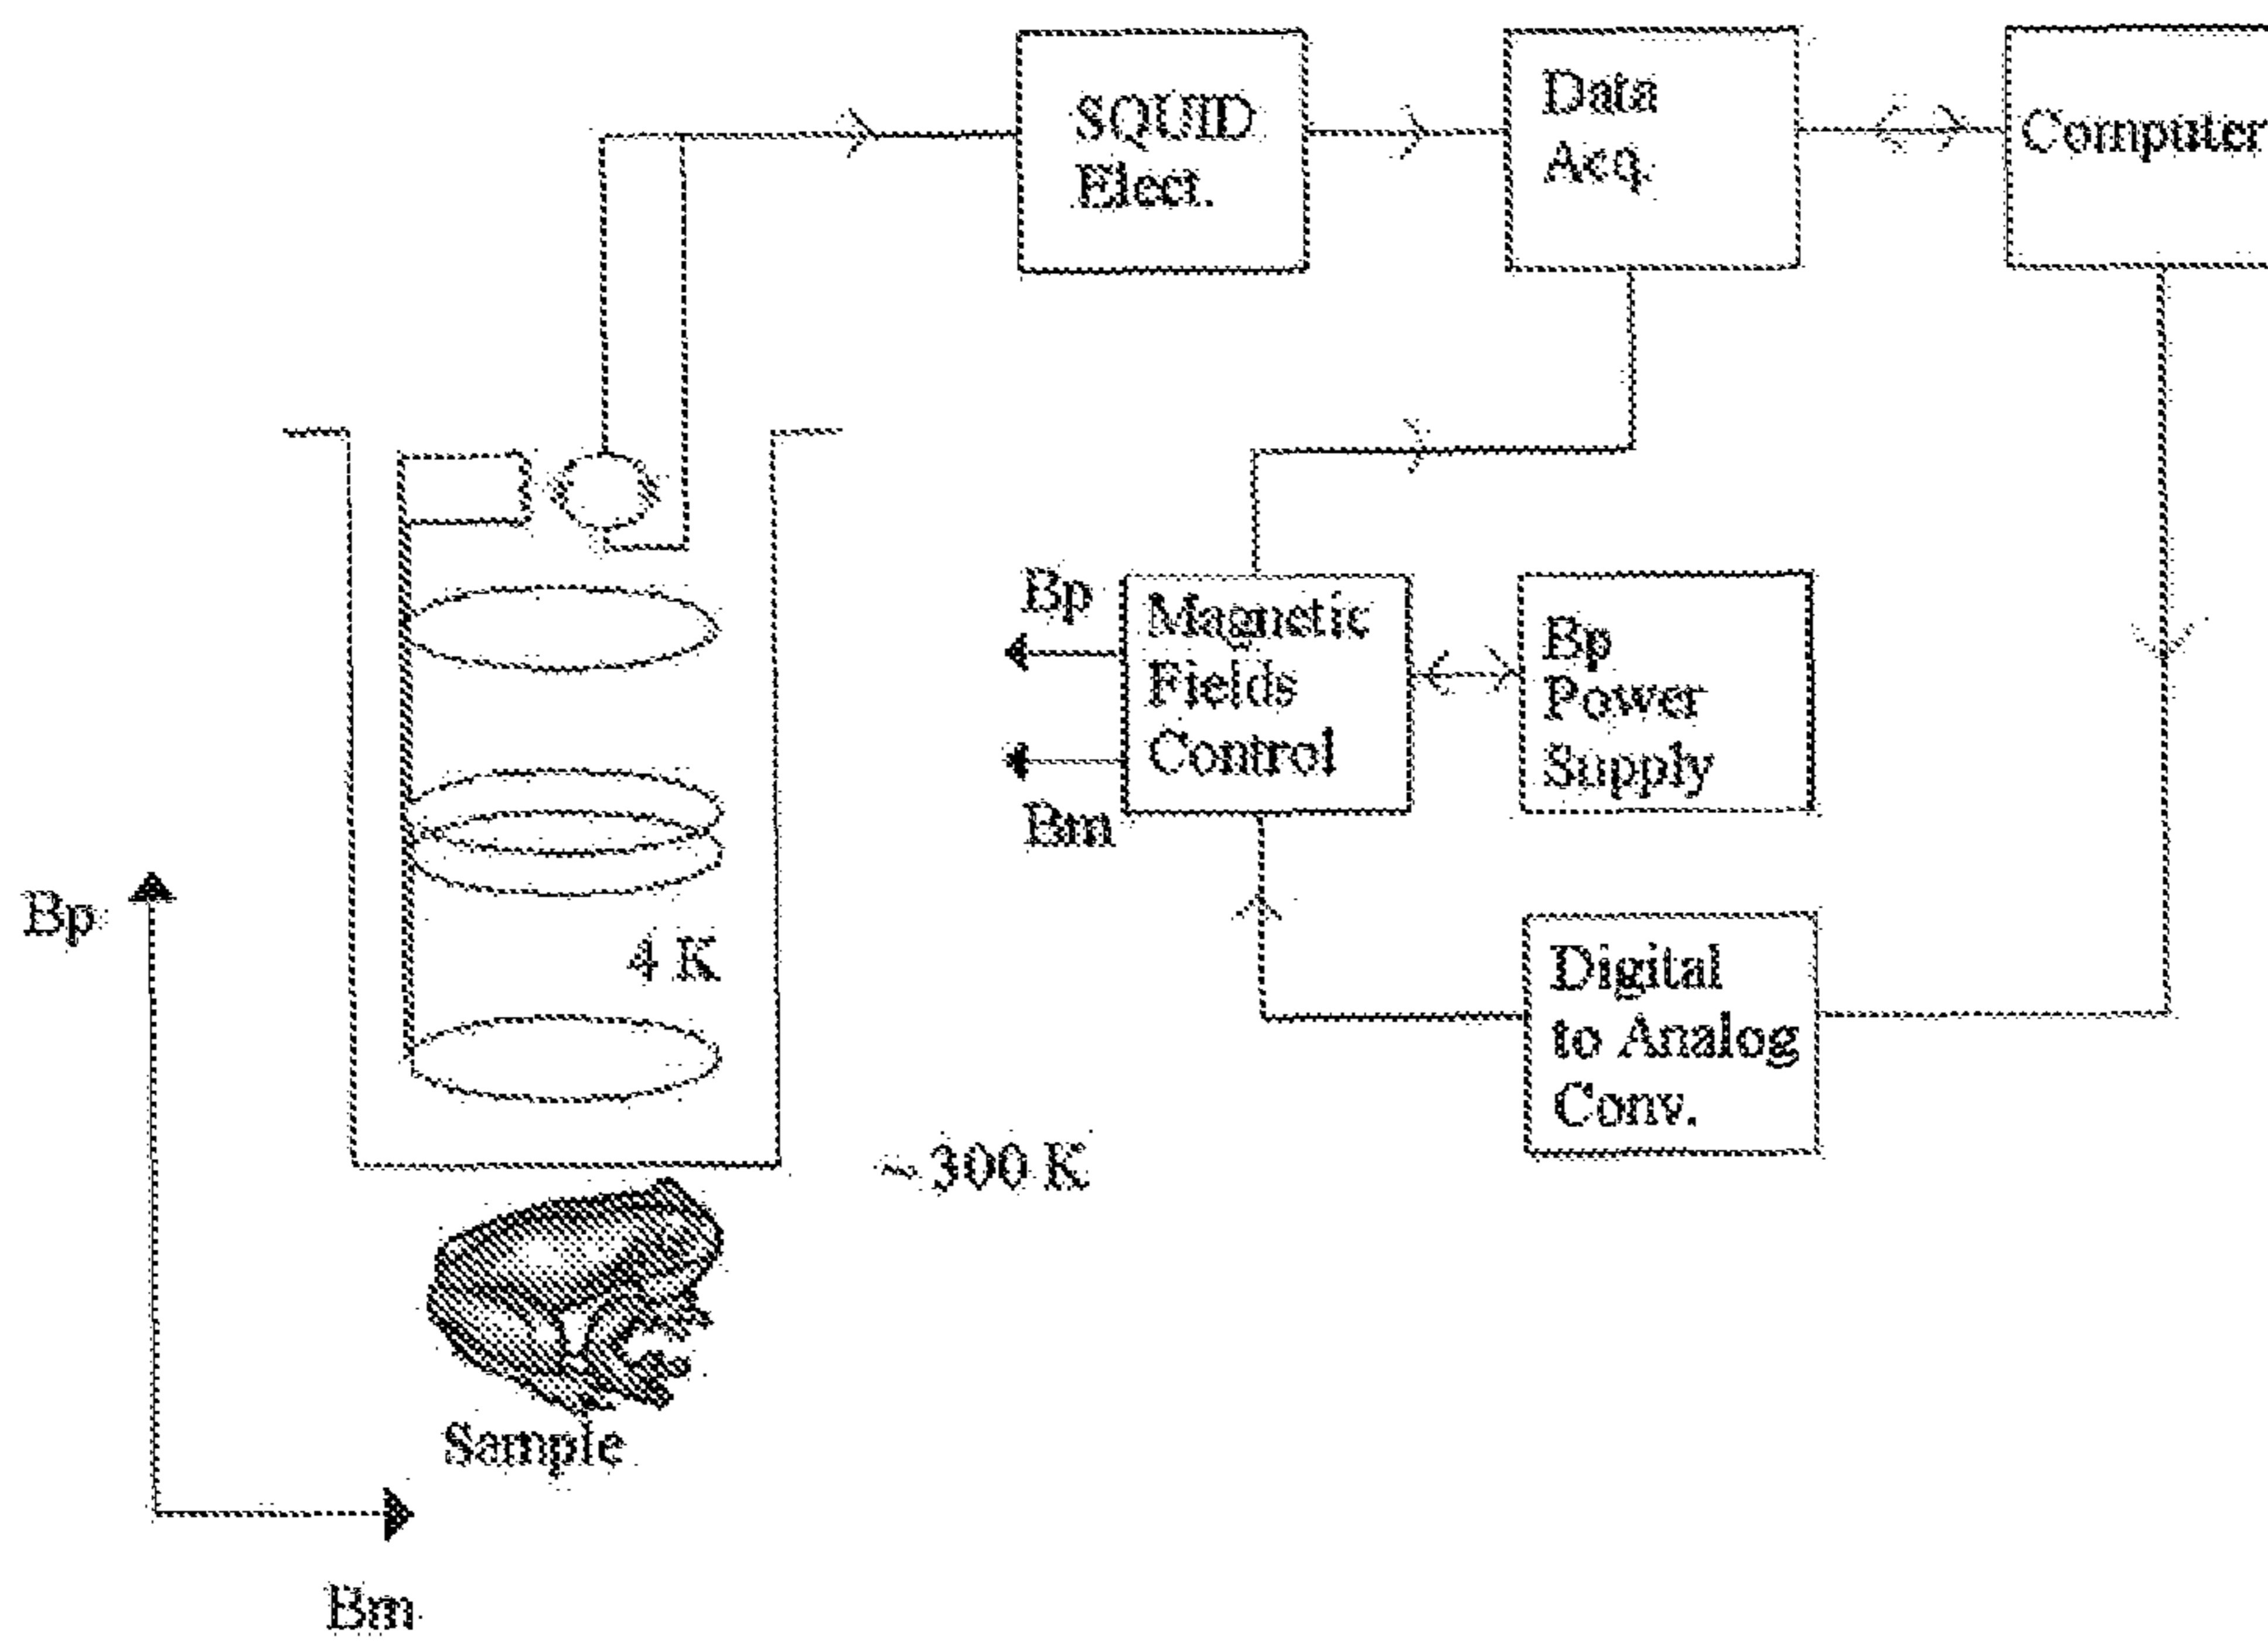 SQUID
Elect.
Data
Acq.
Computer
Bp
Magnetic
Fields
Control
Bm
Bp
Power
Supply
Bp
4 K
Digital
to Analog
Conv.
~300 K
Sample
Bm